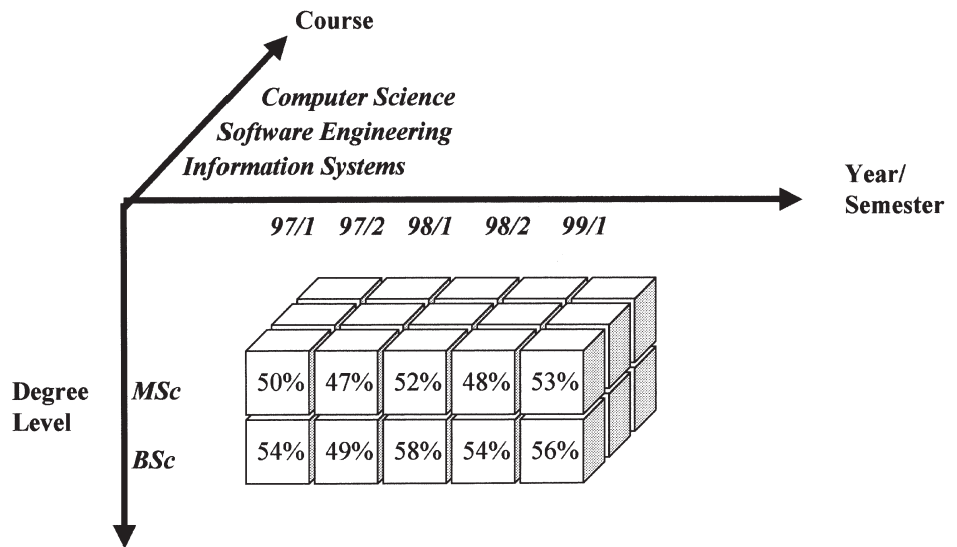 Course
Computer Science
Software Engineering
Information Systems
Year/
Semester
97/1 97/2 98/1 98/2 99/1
Degree
Level
MSc
50% 47% 52% 48% 53%
BSc
54% 49% 58% 54% 56%